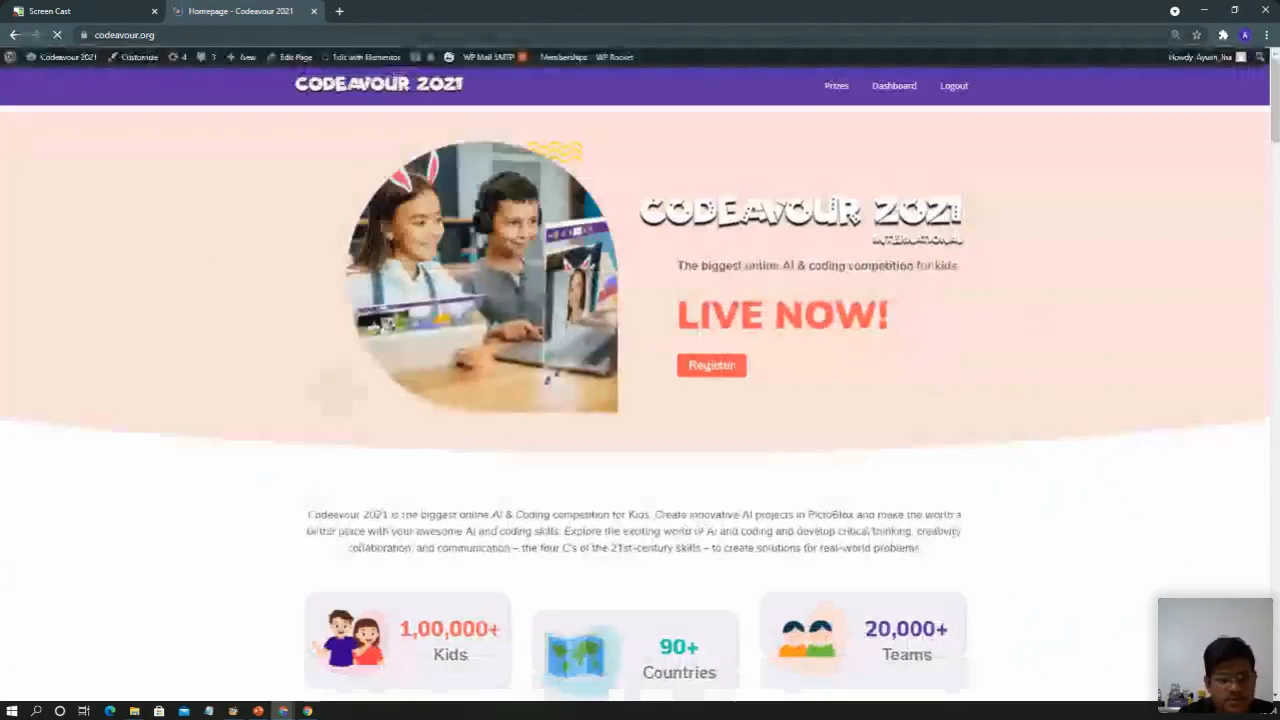 Screen Cast
Homepage - Codeavour 2021
codeavour.org
Codeavour 2021 Customize 4 3 New Edit Page Edit with Elementor WP Mail SMTP Memberships WP Rocket
Howdy, Ayush_Jha
CODEAVOUR 2021
Prizes Dashboard Logout
CODEAVOUR 2021
INTERNATIONAL
The biggest online AI & coding competition for kids
LIVE NOW!
Register
Codeavour 2021 is the biggest online AI & Coding competition for Kids. Create innovative AI projects in PictoBlox and make the world a
better place with your awesome AI and coding skills. Explore the exciting world of AI and coding and develop critical thinking, creativity
collaboration, and communication – the four C's of the 21st-century skills – to create solutions for real-world problems!
1,00,000+
Kids
90+
Countries
20,000+
Teams